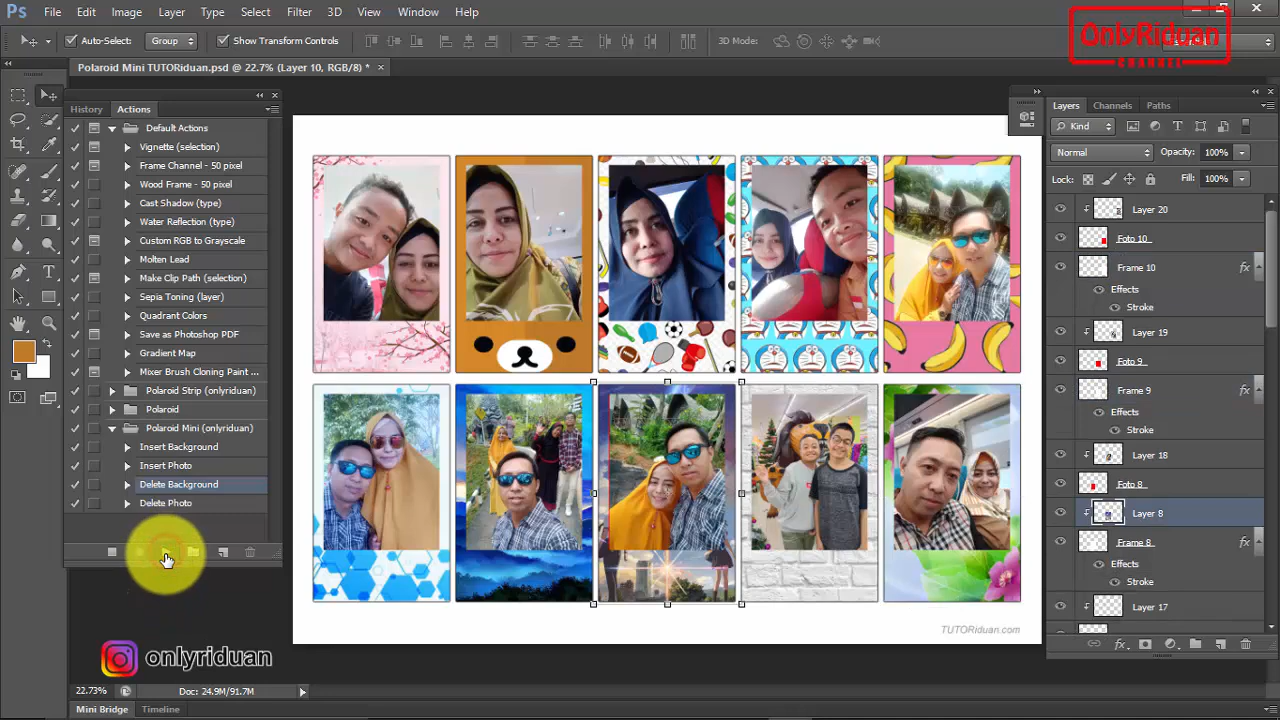 Ps File Edit Image Layer Type Select Filter 3D View Window Help
Auto-Select: Group Show Transform Controls 3D Mode:
OnlyRiduan
CHANNEL
Polaroid Mini TUTORiduan.psd @ 22.7% (Layer 10, RGB/8) * ×
History Actions
Default Actions
Vignette (selection)
Frame Channel - 50 pixel
Wood Frame - 50 pixel
Cast Shadow (type)
Water Reflection (type)
Custom RGB to Grayscale
Molten Lead
Make Clip Path (selection)
Sepia Toning (layer)
Quadrant Colors
Save as Photoshop PDF
Gradient Map
Mixer Brush Cloning Paint ...
Polaroid Strip (onlyriduan)
Polaroid
Polaroid Mini (onlyriduan)
Insert Background
Insert Photo
Delete Background
Delete Photo
TUTORiduan.com
onlyriduan
Layers Channels Paths
Kind
Normal Opacity: 100%
Lock: Fill: 100%
Layer 20
Foto 10
Frame 10 fx
Effects
Stroke
Layer 19
Foto 9
Frame 9 fx
Effects
Stroke
Layer 18
Foto 8
Layer 8
Frame 8 fx
Effects
Stroke
Layer 17
22.73% Doc: 24.9M/91.7M
Mini Bridge Timeline